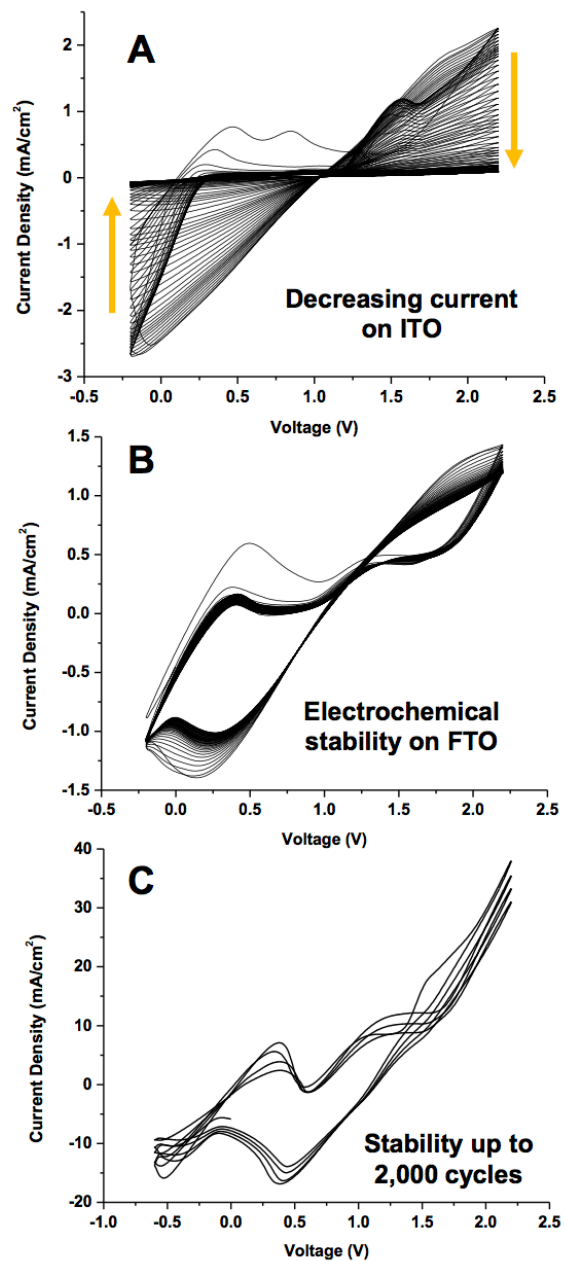 A
2
1
0
-1
-2
-3
Current Density (mA/cm²)
Decreasing current
on ITO
-0.5
0.0
0.5
1.0
1.5
2.0
2.5
Voltage (V)
B
1.5
1.0
0.5
0.0
-0.5
-1.0
-1.5
Current Density (mA/cm²)
Electrochemical
stability on FTO
-0.5
0.0
0.5
1.0
1.5
2.0
2.5
Voltage (V)
C
40
30
20
10
0
-10
-20
Current Density (mA/cm²)
Stability up to
2,000 cycles
-1.0
-0.5
0.0
0.5
1.0
1.5
2.0
2.5
Voltage (V)